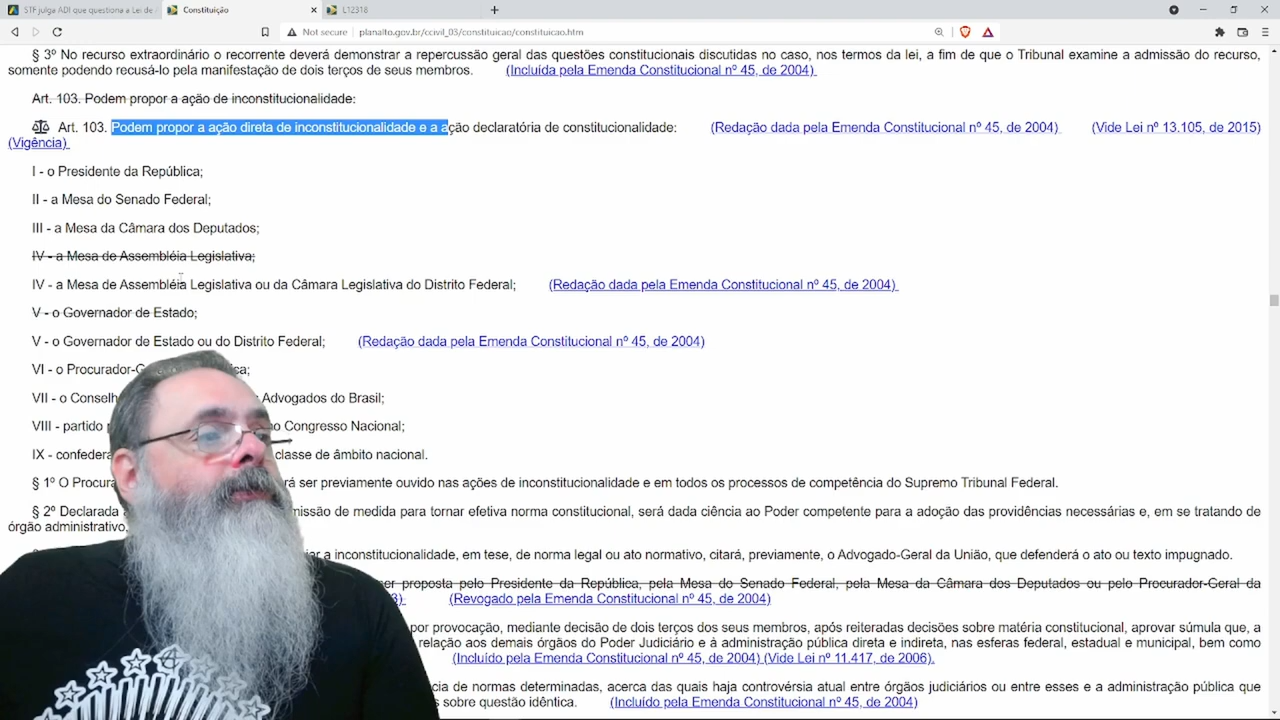 STF julga ADI que questiona a Lei de
Constituição
L12318
Not secure planalto.gov.br/ccivil_03/constituicao/constituicao.htm
§ 3º No recurso extraordinário o recorrente deverá demonstrar a repercussão geral das questões constitucionais discutidas no caso, nos termos da lei, a fim de que o Tribunal examine a admissão do recurso,
somente podendo recusá-lo pela manifestação de dois terços de seus membros. (Incluída pela Emenda Constitucional nº 45, de 2004)
Art. 103. Podem propor a ação de inconstitucionalidade:
Art. 103. Podem propor a ação direta de inconstitucionalidade e a ação declaratória de constitucionalidade: (Redação dada pela Emenda Constitucional nº 45, de 2004) (Vide Lei nº 13.105, de 2015)
(Vigência)
I - o Presidente da República;
II - a Mesa do Senado Federal;
III - a Mesa da Câmara dos Deputados;
IV - a Mesa de Assembléia Legislativa;
IV - a Mesa de Assembléia Legislativa ou da Câmara Legislativa do Distrito Federal; (Redação dada pela Emenda Constitucional nº 45, de 2004)
V - o Governador de Estado;
V - o Governador de Estado ou do Distrito Federal; (Redação dada pela Emenda Constitucional nº 45, de 2004)
VI - o Procurador-G
VII - o Conselh Advogados do Brasil;
VIII - partido no Congresso Nacional;
IX - confedera classe de âmbito nacional.
§ 1º O Procura rá ser previamente ouvido nas ações de inconstitucionalidade e em todos os processos de competência do Supremo Tribunal Federal.
§ 2º Declarada missão de medida para tornar efetiva norma constitucional, será dada ciência ao Poder competente para a adoção das providências necessárias e, em se tratando de
órgão administrativo,
iar a inconstitucionalidade, em tese, de norma legal ou ato normativo, citará, previamente, o Advogado-Geral da União, que defenderá o ato ou texto impugnado.
er proposta pelo Presidente da República, pela Mesa do Senado Federal, pela Mesa da Câmara dos Deputados ou pelo Procurador-Geral da
3) (Revogado pela Emenda Constitucional nº 45, de 2004)
por provocação, mediante decisão de dois terços dos seus membros, após reiteradas decisões sobre matéria constitucional, aprovar súmula que, a
relação aos demais órgãos do Poder Judiciário e à administração pública direta e indireta, nas esferas federal, estadual e municipal, bem como
(Incluído pela Emenda Constitucional nº 45, de 2004) (Vide Lei nº 11.417, de 2006).
ncia de normas determinadas, acerca das quais haja controvérsia atual entre órgãos judiciários ou entre esses e a administração pública que
s sobre questão idêntica. (Incluído pela Emenda Constitucional nº 45, de 2004)